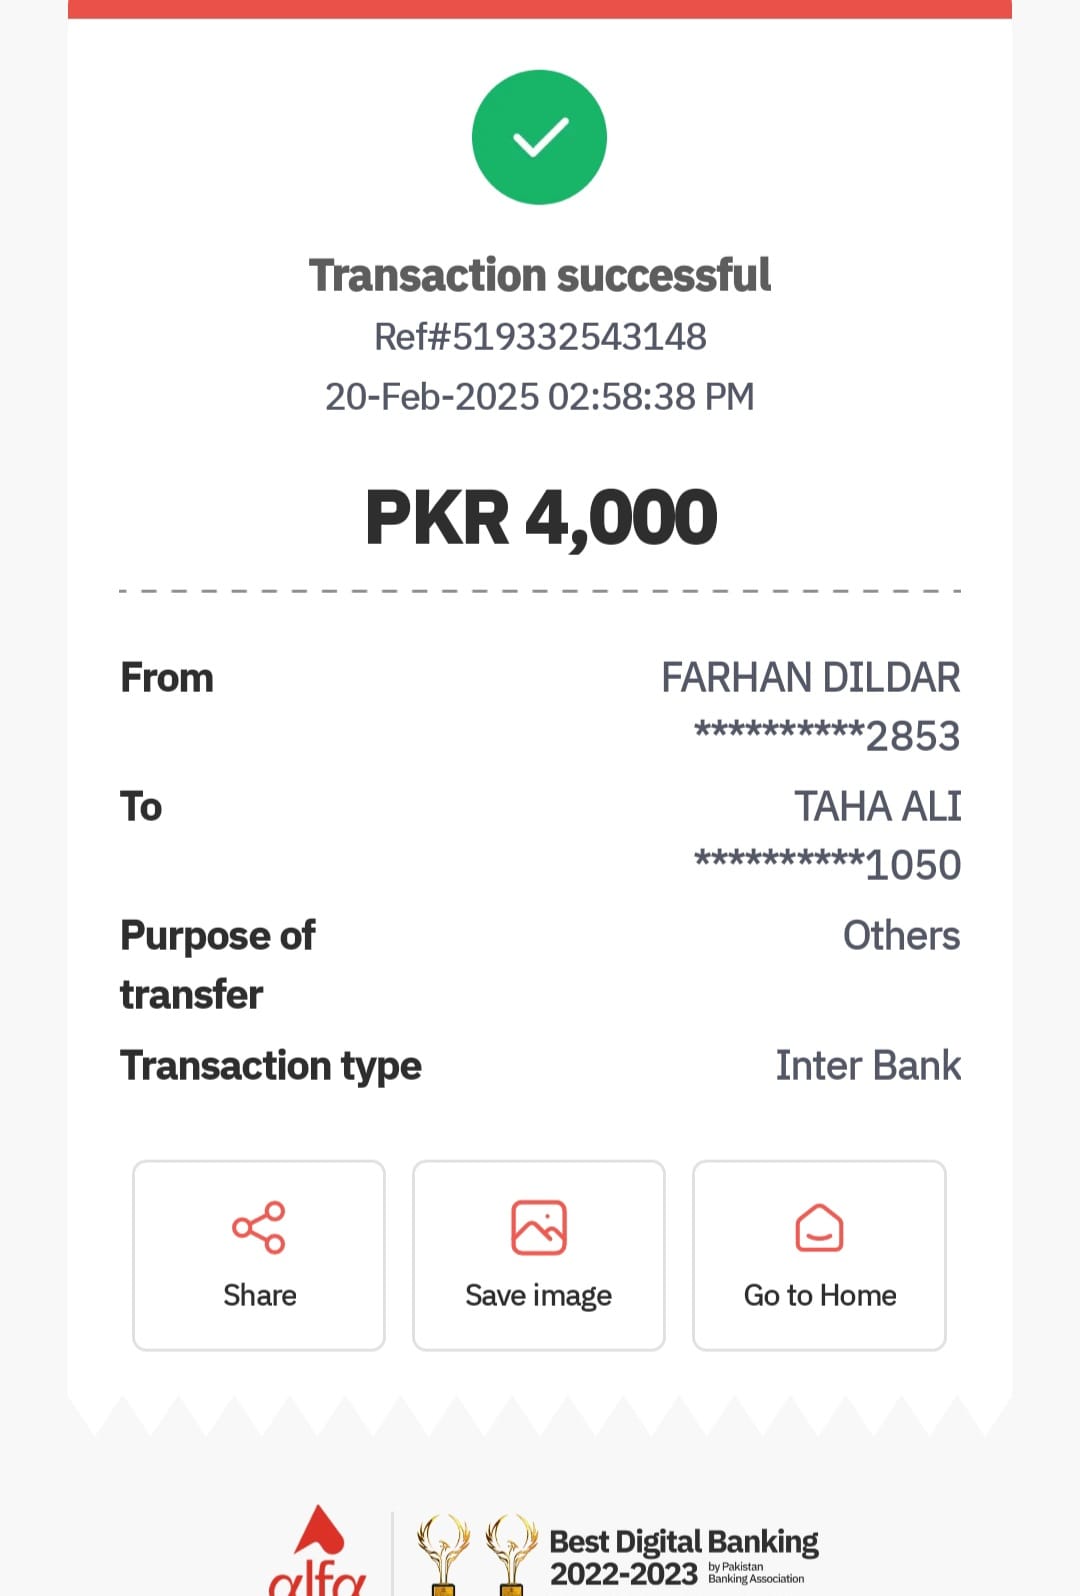 Transaction successful
Ref#519332543148
20-Feb-2025 02:58:38 PM
PKR 4,000
From
FARHAN DILDAR
**********2853
To
TAHA ALI
**********1050
Purpose of
transfer
Others
Transaction type
Inter Bank
Share
Save image
Go to Home
alfa
Best Digital Banking
2022-2023
by Pakistan
Banking Association